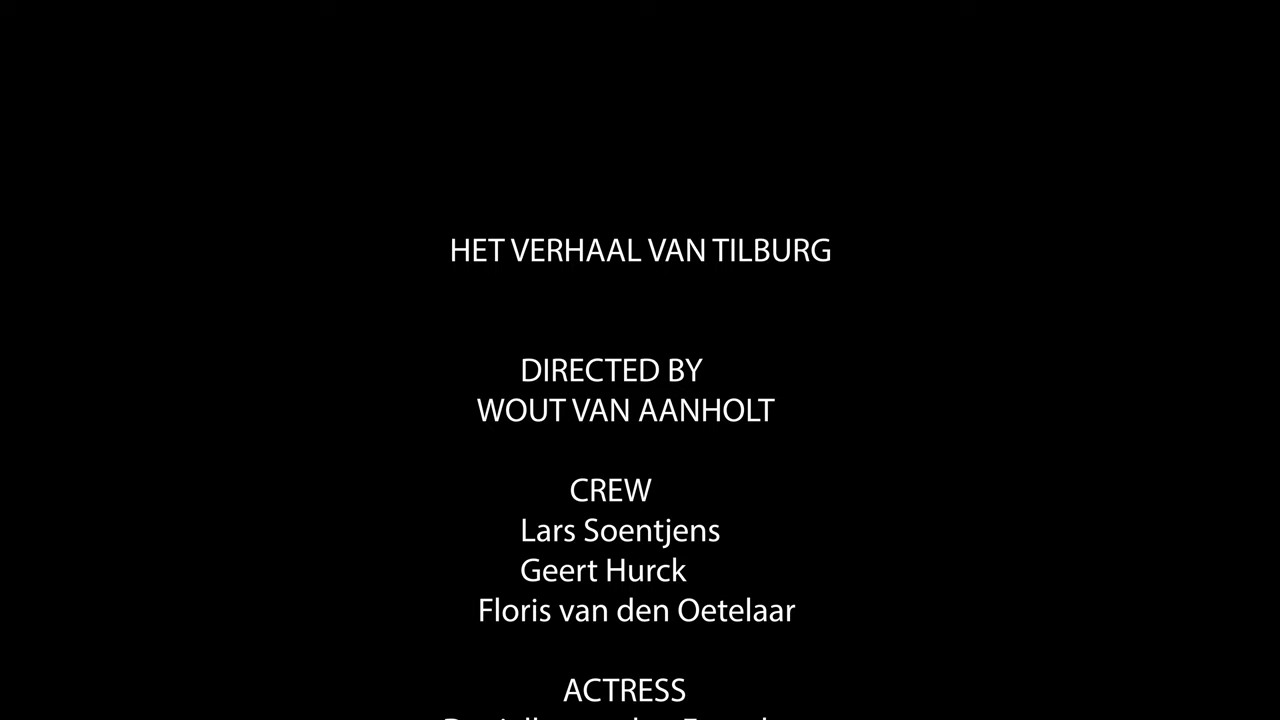 HET VERHAAL VAN TILBURG
DIRECTED BY
WOUT VAN AANHOLT
CREW
Lars Soentjens
Geert Hurck
Floris van den Oetelaar
ACTRESS